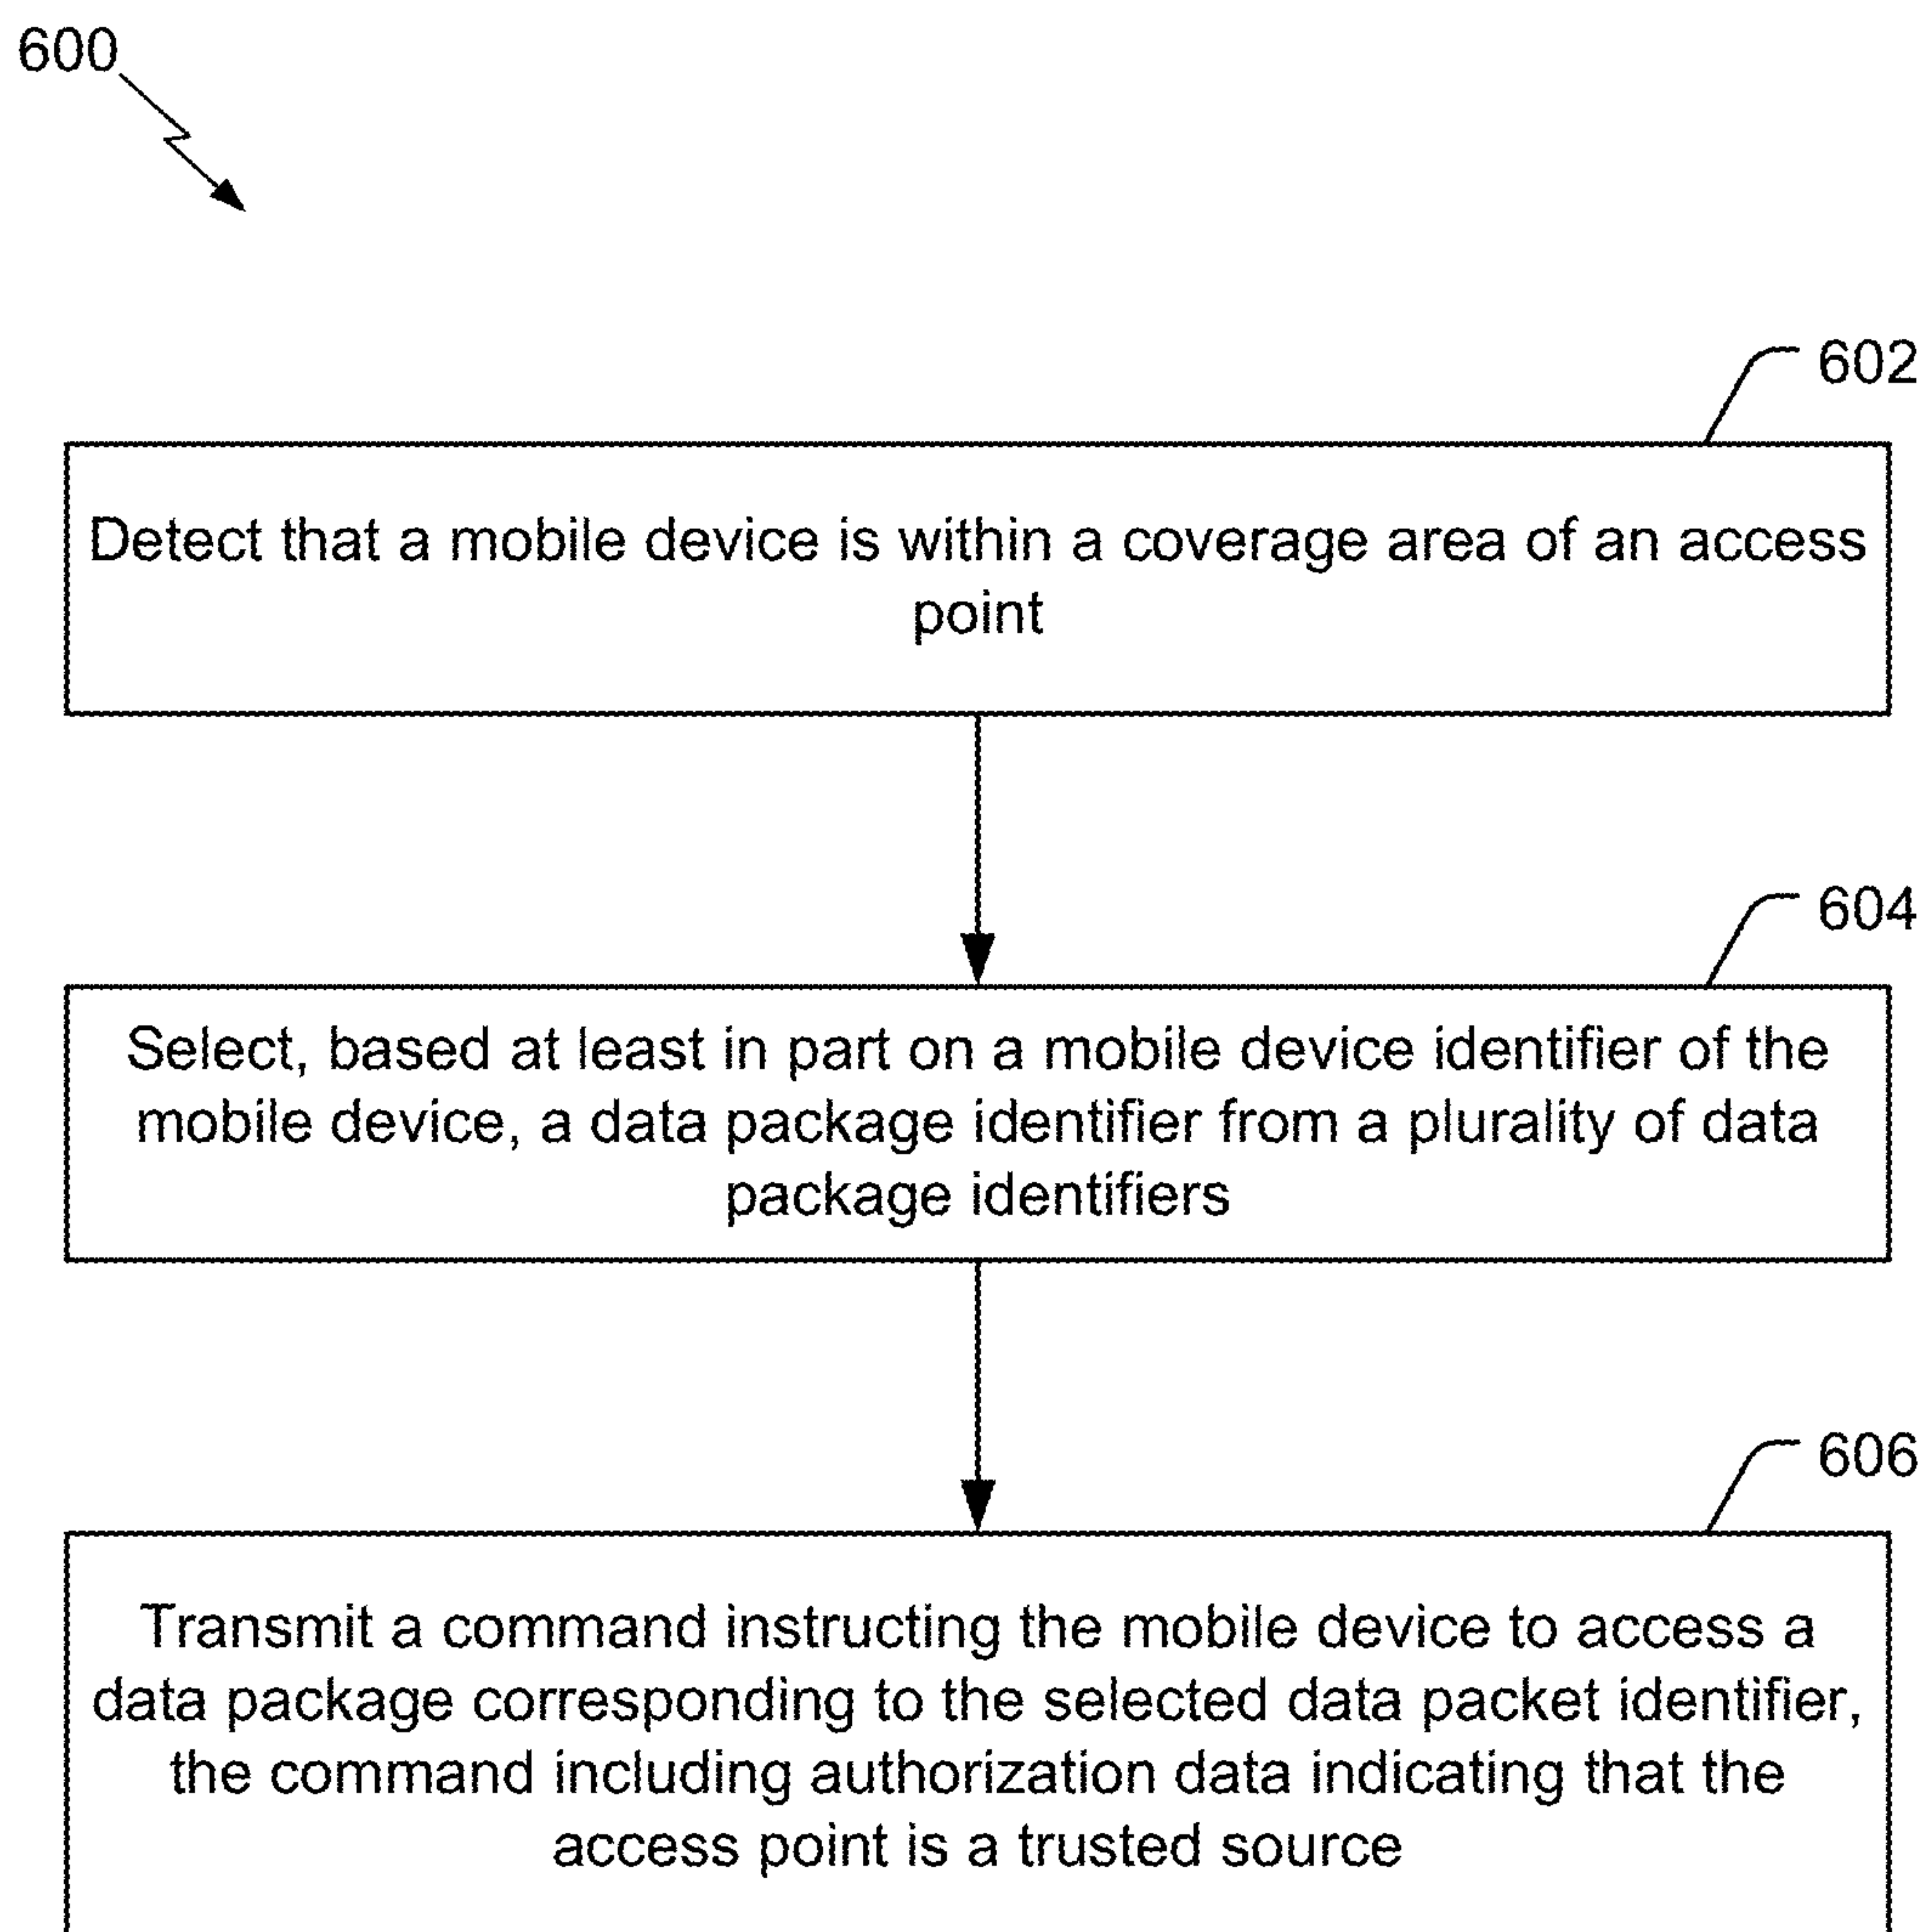 600
602
Detect that a mobile device is within a coverage area of an access
point
604
Select, based at least in part on a mobile device identifier of the
mobile device, a data package identifier from a plurality of data
package identifiers
606
Transmit a command instructing the mobile device to access a
data package corresponding to the selected data packet identifier,
the command including authorization data indicating that the
access point is a trusted source